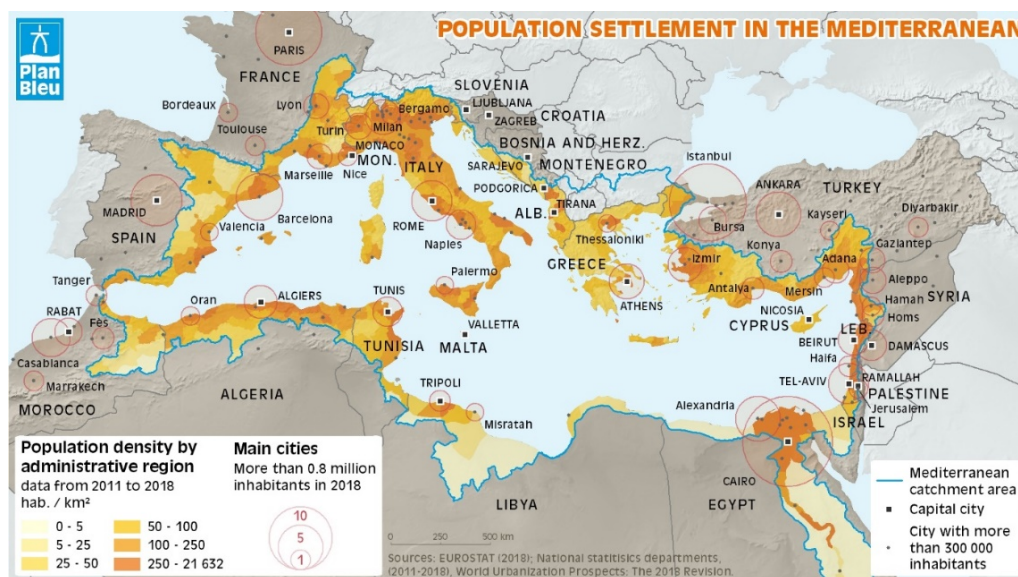 POPULATION SETTLEMENT IN THE MEDITERRANEAN
Plan
Bleu
PARIS
FRANCE
SLOVENIA
LJUBLJANA
ZAGREB
CROATIA
Bordeaux
Lyon
Bergamo
Toulouse
Turin
Milan
BOSNIA AND HERZ.
MONACO
MON.
ITALY
SARAJEVO
MONTENEGRO
Istanbul
Marseille
Nice
PODGORICA
ANKARA
TURKEY
MADRID
ROME
TIRANA
ALB.
Kayseri
Diyarbakir
SPAIN
Valencia
Barcelona
Naples
Thessaloniki
Bursa
Konya
Gaziantep
GREECE
Izmir
Adana
Tanger
Palermo
Antalya
Mersin
Aleppo
Oran
ALGIERS
TUNIS
ATHENS
NICOSIA
Hamah
SYRIA
RABAT
Fès
VALLETTA
CYPRUS
LEB.
Homs
TUNISIA
MALTA
BEIRUT
DAMASCUS
Casablanca
Haifa
Marrakech
TRIPOLI
TEL-AVIV
RAMALLAH
MOROCCO
ALGERIA
PALESTINE
Alexandria
Jerusalem
Misratah
ISRAEL
CAIRO
LIBYA
EGYPT
Population density by
administrative region
data from 2011 to 2018
hab. / km²
0 - 5
5 - 25
25 - 50
50 - 100
100 - 250
250 - 21 632
Main cities
More than 0.8 million
inhabitants in 2018
10
5
1
0 250 500 km
Sources: EUROSTAT (2018); National statitisics departments,
(2011-2018), World Urbanization Prospects: The 2018 Revision.
Mediterranean
catchment area
Capital city
City with more
than 300 000
inhabitants